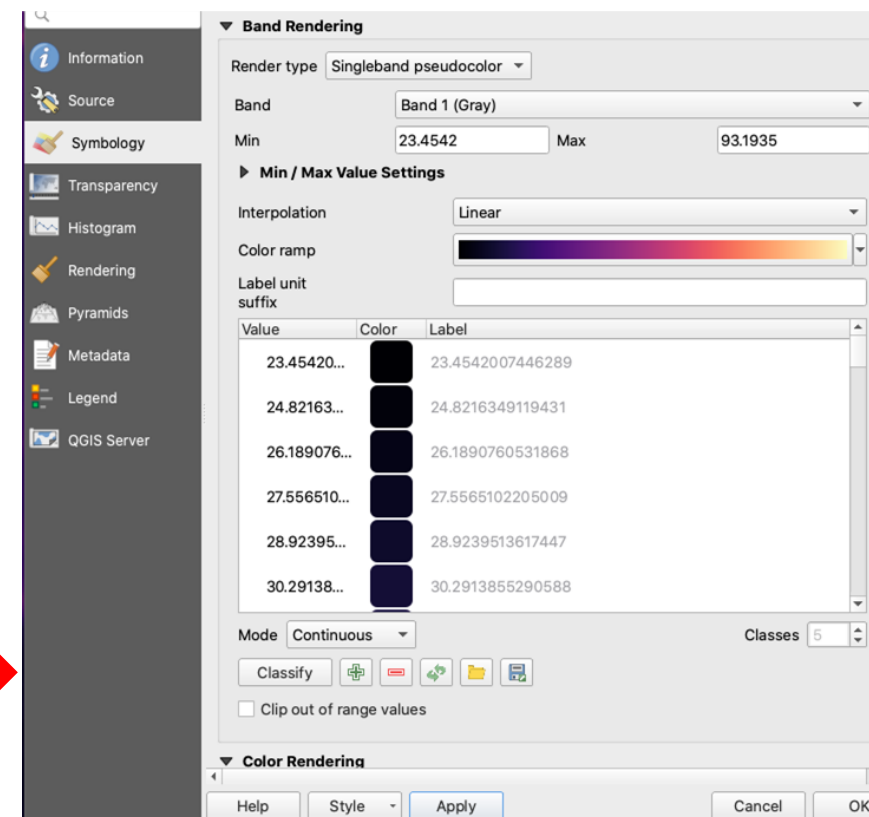 Information
Source
Symbology
Transparency
Histogram
Rendering
Pyramids
Metadata
Legend
QGIS Server
Band Rendering
Render type Singleband pseudocolor
Band Band 1 (Gray)
Min 23.4542 Max 93.1935
Min / Max Value Settings
Interpolation Linear
Color ramp
Label unit
suffix
Value Color Label
23.45420... 23.4542007446289
24.82163... 24.8216349119431
26.189076... 26.1890760531868
27.556510... 27.5565102205009
28.92395... 28.9239513617447
30.29138... 30.2913855290588
Mode Continuous Classes 5
Classify
Clip out of range values
Color Rendering
Help Style Apply Cancel OK